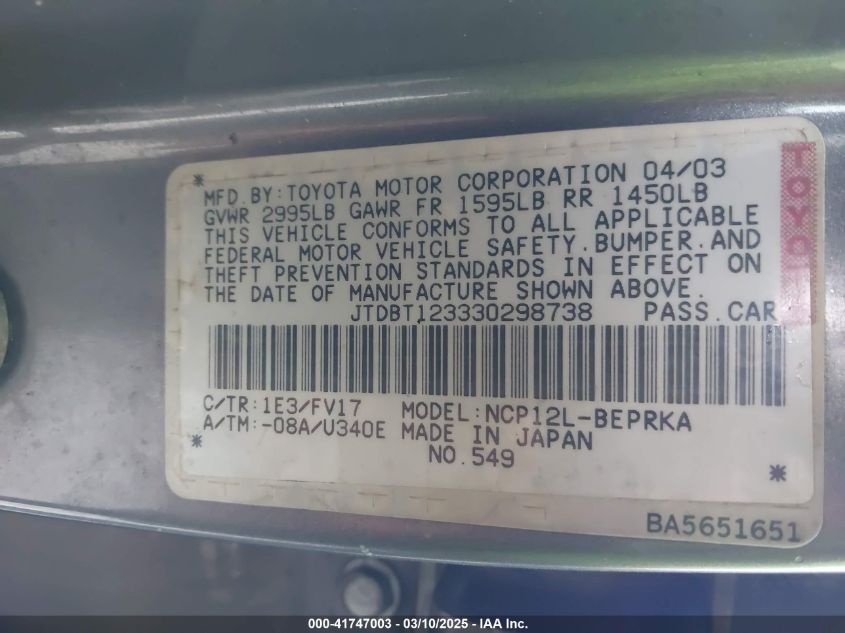 MFD.BY:TOYOTA MOTOR CORPORATION 04/03
GVWR 2995LB GAWR FR 1595LB RR 1450LB
THIS VEHICLE CONFORMS TO ALL APPLICABLE
FEDERAL MOTOR VEHICLE SAFETY.BUMPER.AND
THEFT PREVENTION STANDARDS IN EFFECT ON
THE DATE OF MANUFACTURE SHOWN ABOVE.
JTDBT123330298738 PASS.CAR
C/TR:1E3/FV17 MODEL:NCP12L-BEPRKA
A/TM:-08A/U340E MADE IN JAPAN
NO.549
BA5651651
TOYO
000-41747003 - 03/10/2025 - IAA Inc.